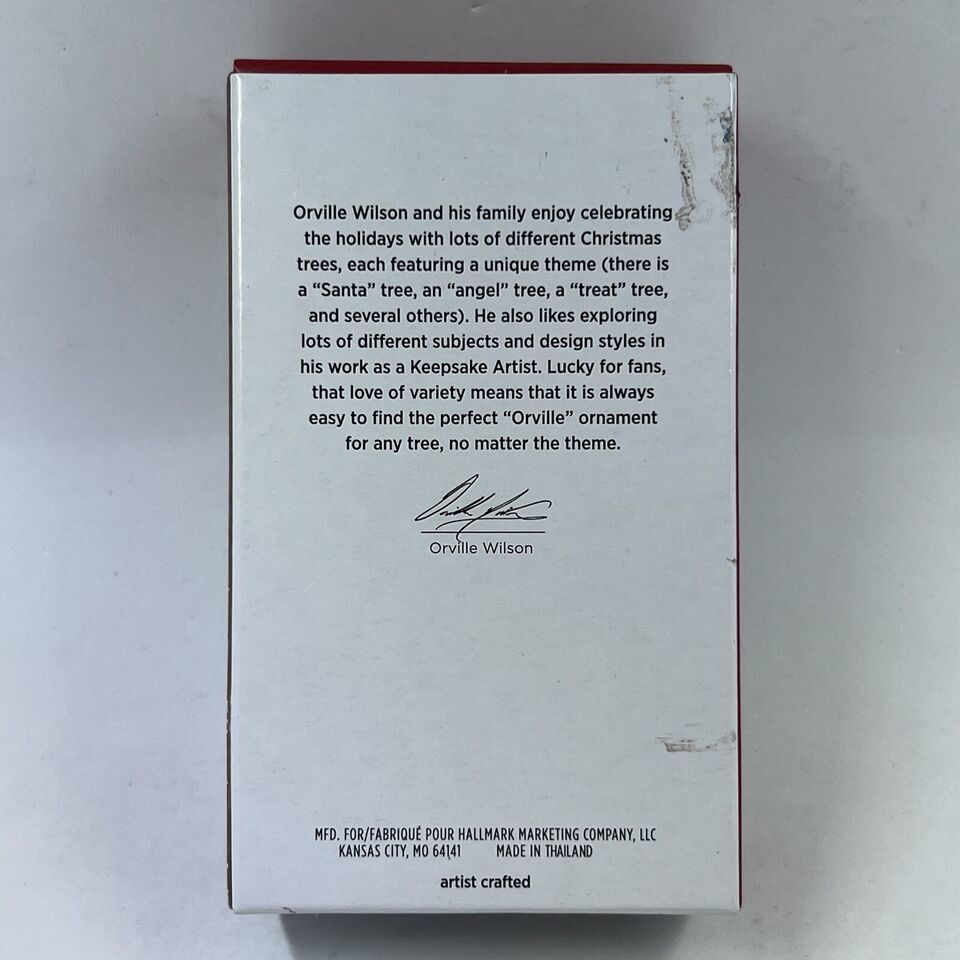 Orville Wilson and his family enjoy celebrating
the holidays with lots of different Christmas
trees, each featuring a unique theme (there is
a “Santa” tree, an “angel” tree, a “treat” tree,
and several others). He also likes exploring
lots of different subjects and design styles in
his work as a Keepsake Artist. Lucky for fans,
that love of variety means that it is always
easy to find the perfect “Orville” ornament
for any tree, no matter the theme.
Orville Wilson
Orville Wilson
MFD. FOR/FABRIQUÉ POUR HALLMARK MARKETING COMPANY, LLC
KANSAS CITY, MO 64141 MADE IN THAILAND
artist crafted